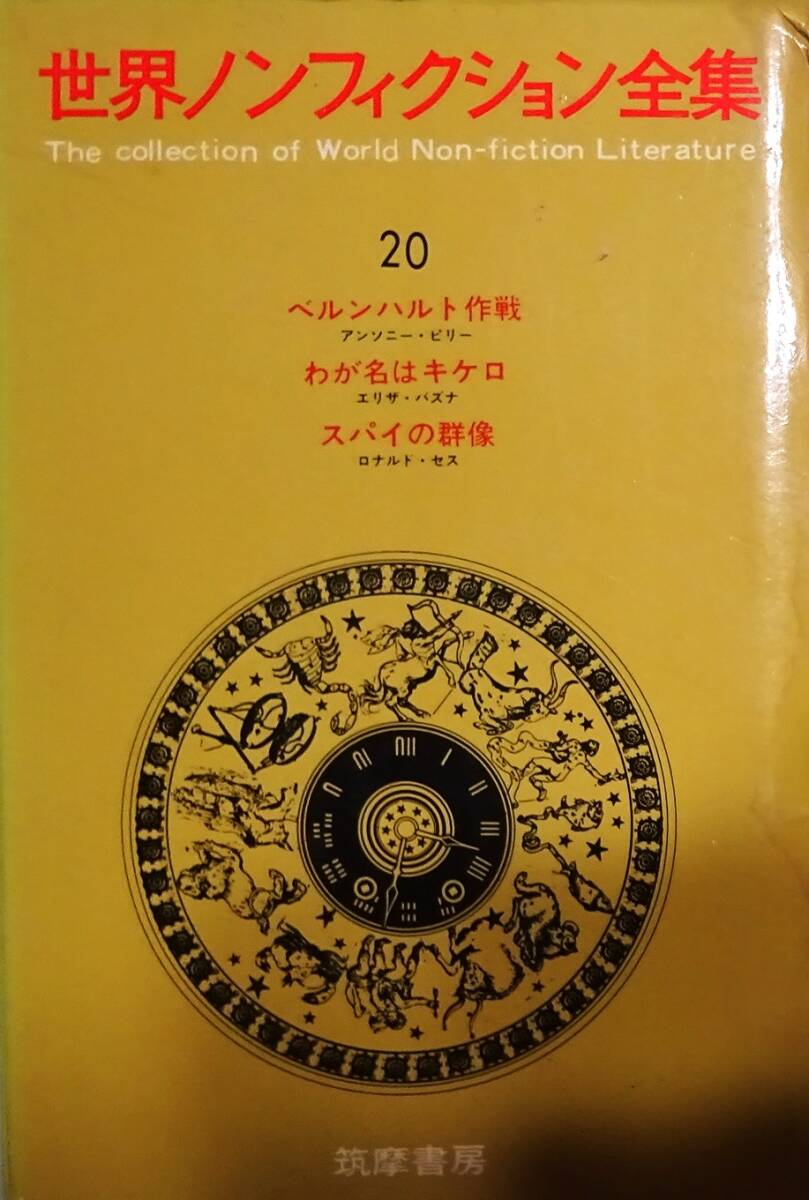 世界ノンフィクション全集
The collection of World Non-fiction Literature
20
ベルンハルト作戦
アンソニー・ピリー
わが名はキケロ
エリザ・バズナ
スパイの群像
ロナルド・セス
筑摩書房